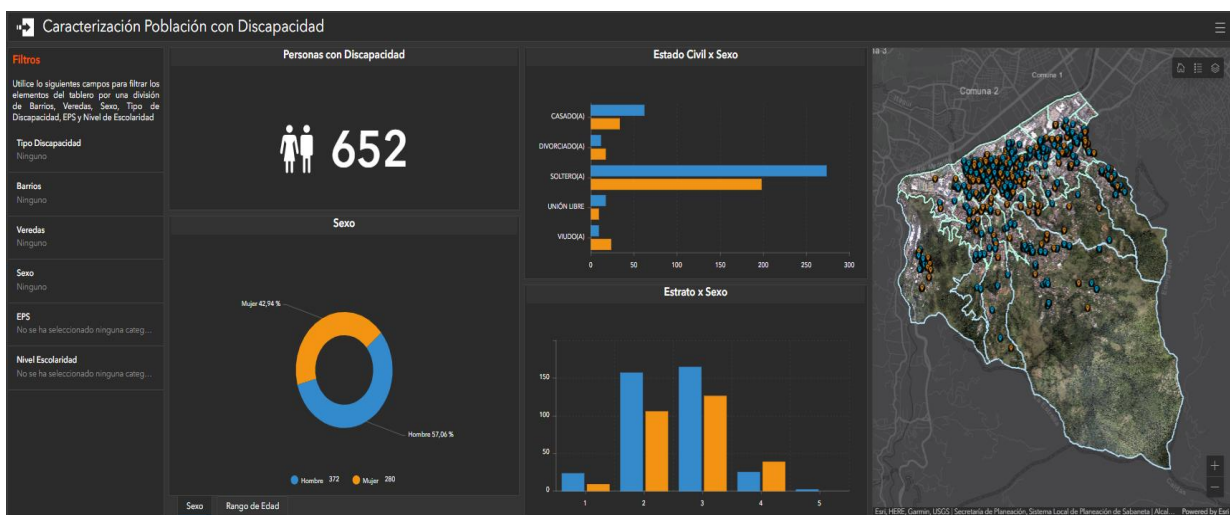 Caracterización Población con Discapacidad
Filtros
Utilice lo siguientes campos para filtrar los
elementos del tablero por una división
de Barrios, Veredas, Sexo, Tipo de
Discapacidad, EPS y Nivel de Escolaridad
Tipo Discapacidad
Ninguno
Barrios
Ninguno
Veredas
Ninguno
Sexo
Ninguno
EPS
No se ha seleccionado ninguna categ...
Nivel Escolaridad
No se ha seleccionado ninguna categ...
Personas con Discapacidad
652
Sexo
Mujer 42,94 %
Hombre 57,06 %
Hombre 372 Mujer 280
Sexo Rango de Edad
Estado Civil x Sexo
CASADO(A)
DIVORCIADO(A)
SOLTERO(A)
UNIÓN LIBRE
VIUDO(A)
0 50 100 150 200 250 300
Estrato x Sexo
150
100
50
0
1 2 3 4 5
Comuna 1
Comuna 2
Esri, HERE, Garmin, USGS | Secretaría de Planeación, Sistema Local de Planeación de Sabaneta | Alcal... Powered by Esri